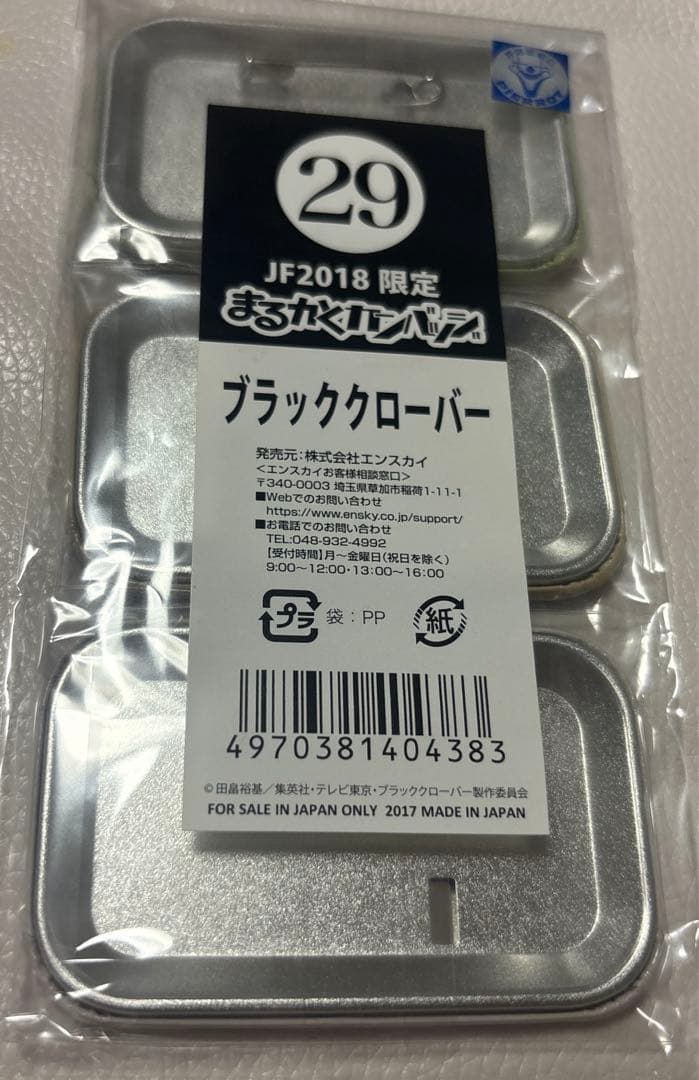 PIERROT
29
JF2018 限定
まるかくカンバッジ
ブラッククローバー
発売元:株式会社エンスカイ
<エンスカイお客様相談窓口>
〒340-0003 埼玉県草加市稲荷1-11-1
■Webでのお問い合わせ
https://www.ensky.co.jp/support/
■お電話でのお問い合わせ
TEL:048-932-4992
【受付時間】月～金曜日(祝日を除く)
9:00～12:00・13:00～16:00
プラ 袋:PP 紙
4970381404383
©田畠裕基／集英社・テレビ東京・ブラッククローバー製作委員会
FOR SALE IN JAPAN ONLY 2017 MADE IN JAPAN